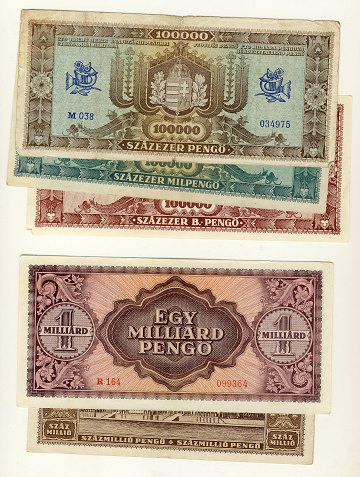 100000
M 038
034975
100000
SZÁZEZER PENGŐ
100000
SZÁZEZER MILPENGŐ
100000
SZÁZEZER B.-PENGŐ
EGY
MILLIÁRD
PENGŐ
1
MILLIÁRD
1
MILLIÁRD
R 164
099364
SZÁZ
MILLIÓ
SZÁZMILLIÓ PENGŐ
SZÁZMILLIÓ PENGŐ
SZÁZ
MILLIÓ